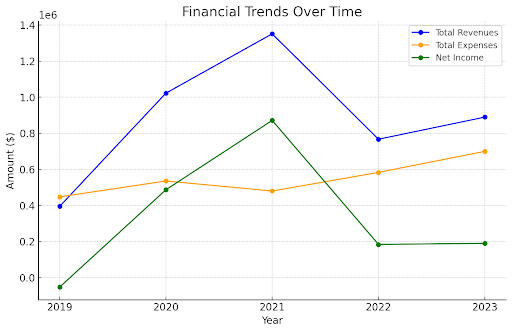 Financial Trends Over Time
1e6
Total Revenues
Total Expenses
Net Income
1.4
1.2
1.0
0.8
0.6
0.4
0.2
0.0
Amount ($)
2019 2020 2021 2022 2023
Year